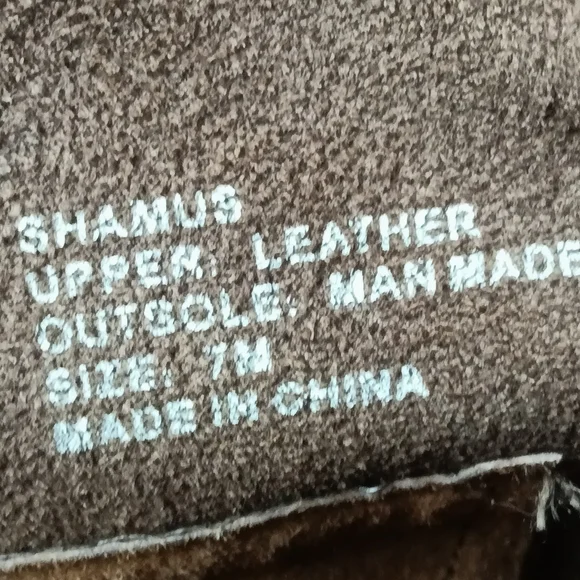 SHAMUS
UPPER: LEATHER
OUTSOLE: MAN MADE
SIZE: 7M
MADE IN CHINA